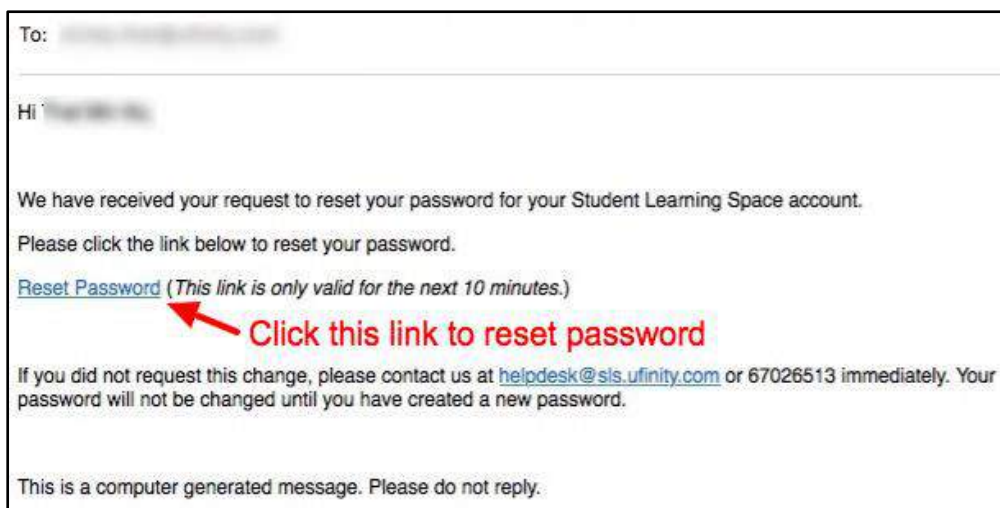 To:
Hi
We have received your request to reset your password for your Student Learning Space account.
Please click the link below to reset your password.
Reset Password (This link is only valid for the next 10 minutes.)
Click this link to reset password
If you did not request this change, please contact us at helpdesk@sls.ufinity.com or 67026513 immediately. Your
password will not be changed until you have created a new password.
This is a computer generated message. Please do not reply.